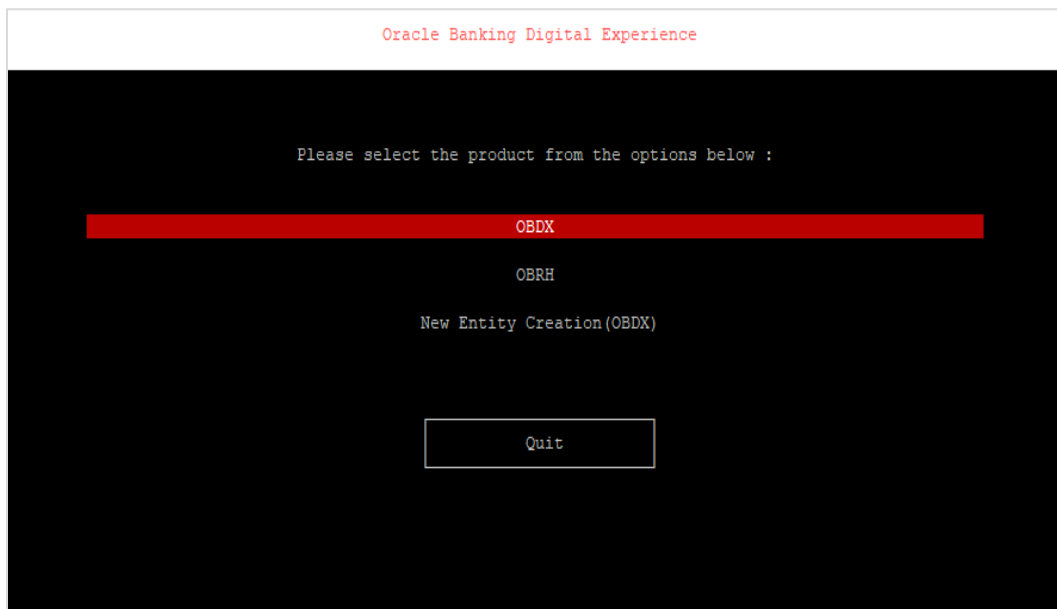 Oracle Banking Digital Experience
Please select the product from the options below :
OBDX
OBRH
New Entity Creation(OBDX)
Quit